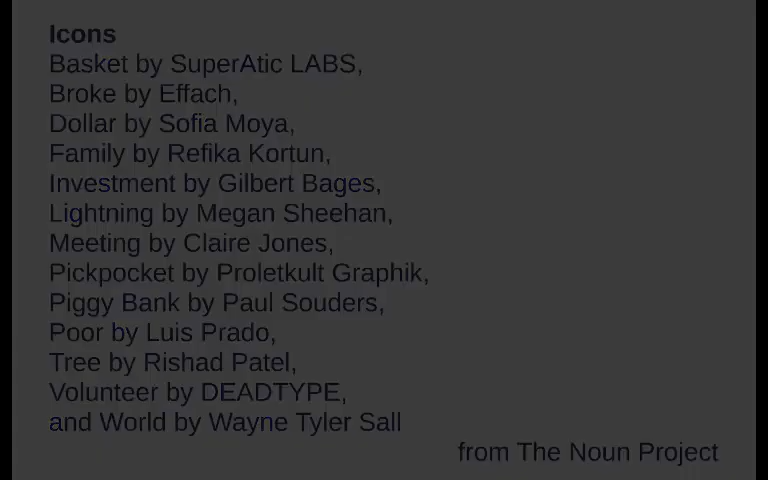 Icons
Basket by SuperAtic LABS,
Broke by Effach,
Dollar by Sofia Moya,
Family by Refika Kortun,
Investment by Gilbert Bages,
Lightning by Megan Sheehan,
Meeting by Claire Jones,
Pickpocket by Proletkult Graphik,
Piggy Bank by Paul Souders,
Poor by Luis Prado,
Tree by Rishad Patel,
Volunteer by DEADTYPE,
and World by Wayne Tyler Sall
from The Noun Project